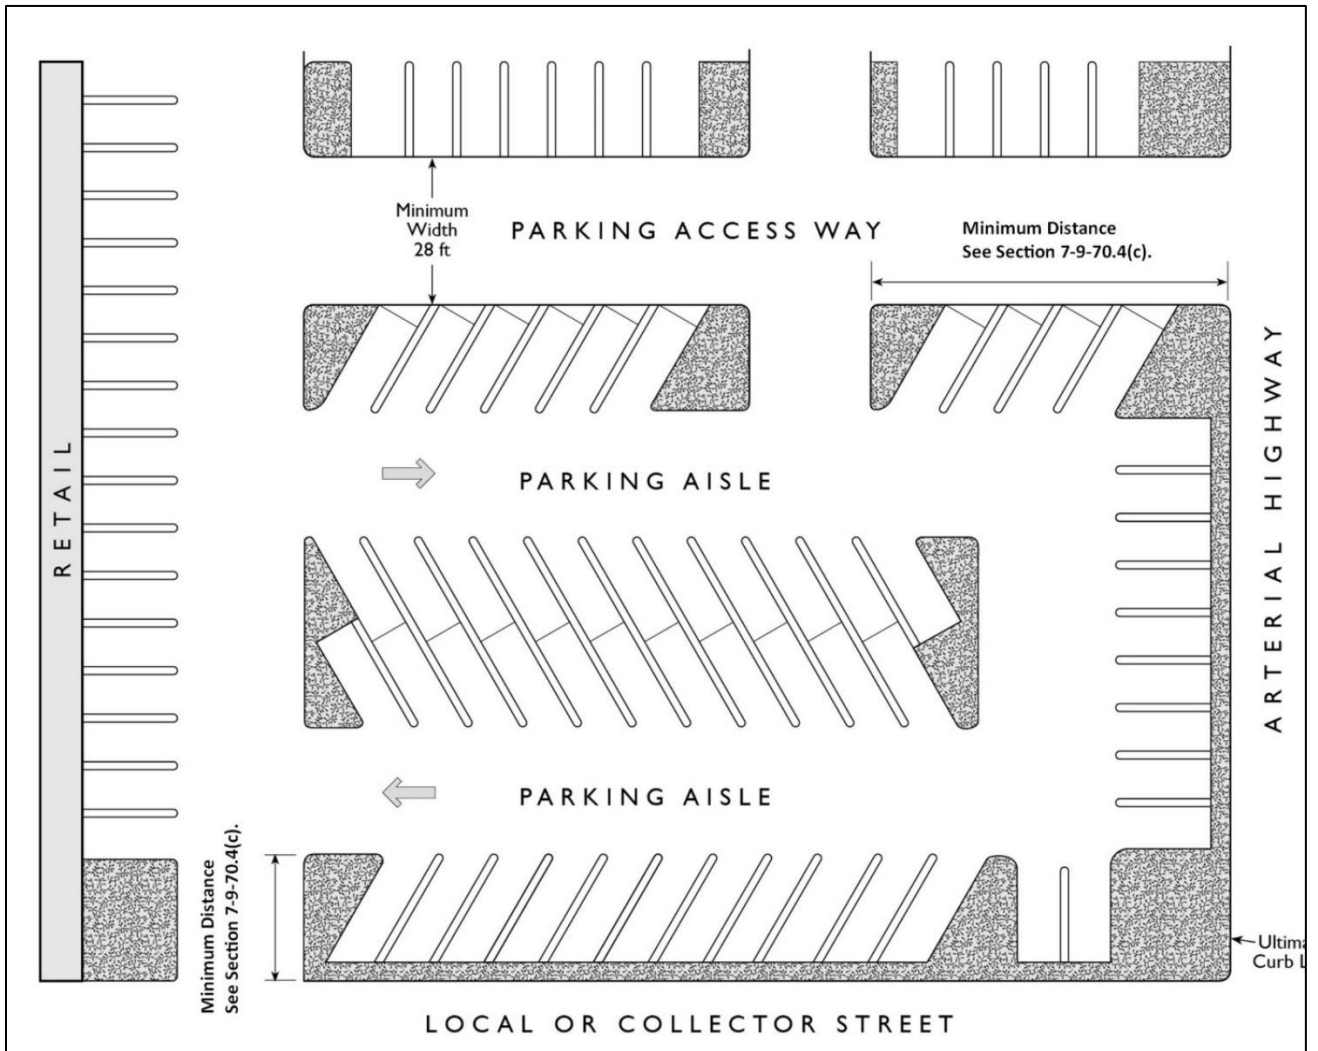 Minimum
Width
28 ft
PARKING ACCESS WAY
Minimum Distance
See Section 7-9-70.4(c).
RETAIL
ARTERIAL HIGHWAY
PARKING AISLE
PARKING AISLE
Minimum Distance
See Section 7-9-70.4(c).
Curb
LOCAL OR COLLECTOR STREET